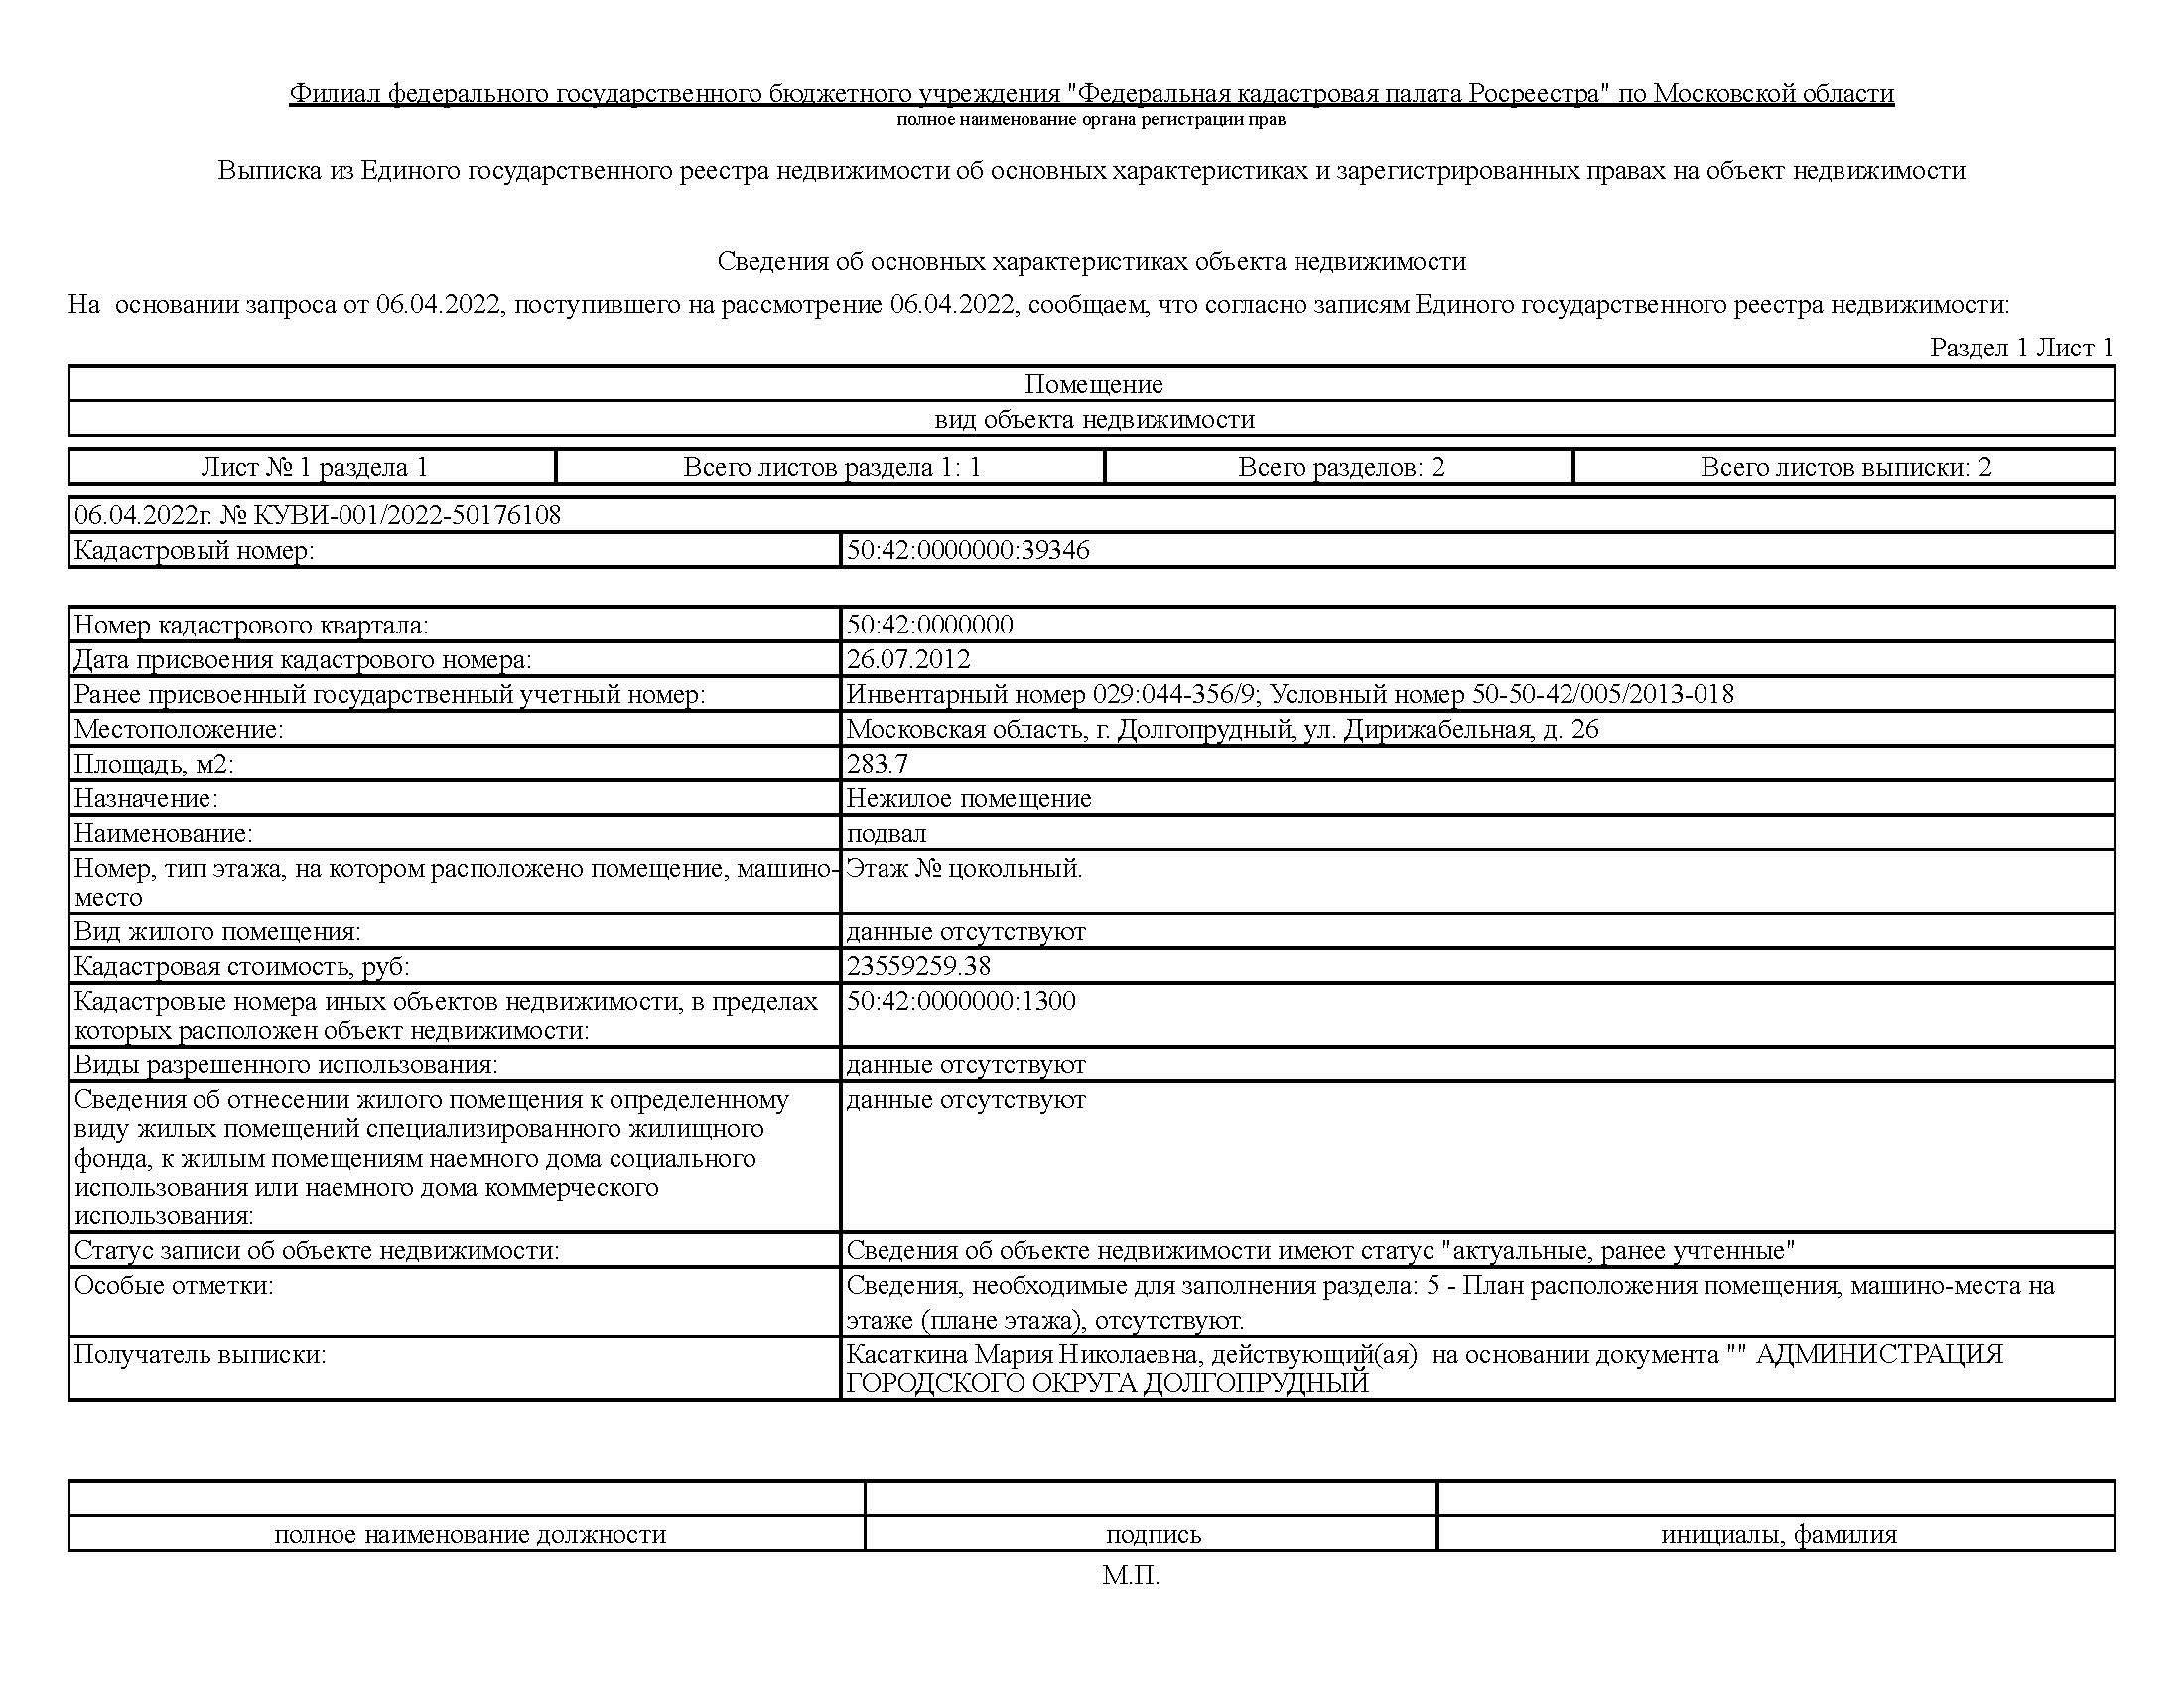 Филиал федерального государственного бюджетного учреждения "Федеральная кадастровая палата Росреестра" по Московской области
полное наименование органа регистрации прав
Выписка из Единого государственного реестра недвижимости об основных характеристиках и зарегистрированных правах на объект недвижимости
Сведения об основных характеристиках объекта недвижимости
На основании запроса от 06.04.2022, поступившего на рассмотрение 06.04.2022, сообщаем, что согласно записям Единого государственного реестра недвижимости:
Раздел 1 Лист 1
Помещение
вид объекта недвижимости
Лист № 1 раздела 1 Всего листов раздела 1: 1 Всего разделов: 2 Всего листов выписки: 2
06.04.2022г. № КУВИ-001/2022-50176108
Кадастровый номер: 50:42:0000000:39346
Номер кадастрового квартала: 50:42:0000000
Дата присвоения кадастрового номера: 26.07.2012
Ранее присвоенный государственный учетный номер: Инвентарный номер 029:044-356/9; Условный номер 50-50-42/005/2013-018
Местоположение: Московская область, г. Долгопрудный, ул. Дирижабельная, д. 26
Площадь, м2: 283.7
Назначение: Нежилое помещение
Наименование: подвал
Номер, тип этажа, на котором расположено помещение, машино- Этаж № цокольный.
место
Вид жилого помещения: данные отсутствуют
Кадастровая стоимость, руб: 23559259.38
Кадастровые номера иных объектов недвижимости, в пределах 50:42:0000000:1300
которых расположен объект недвижимости:
Виды разрешенного использования: данные отсутствуют
Сведения об отнесении жилого помещения к определенному данные отсутствуют
виду жилых помещений специализированного жилищного
фонда, к жилым помещениям наемного дома социального
использования или наемного дома коммерческого
использования:
Статус записи об объекте недвижимости: Сведения об объекте недвижимости имеют статус "актуальные, ранее учтенные"
Особые отметки: Сведения, необходимые для заполнения раздела: 5 - План расположения помещения, машино-места на
этаже (плане этажа), отсутствуют.
Получатель выписки: Касаткина Мария Николаевна, действующий(ая) на основании документа "" АДМИНИСТРАЦИЯ
ГОРОДСКОГО ОКРУГА ДОЛГОПРУДНЫЙ
полное наименование должности подпись инициалы, фамилия
М.П.